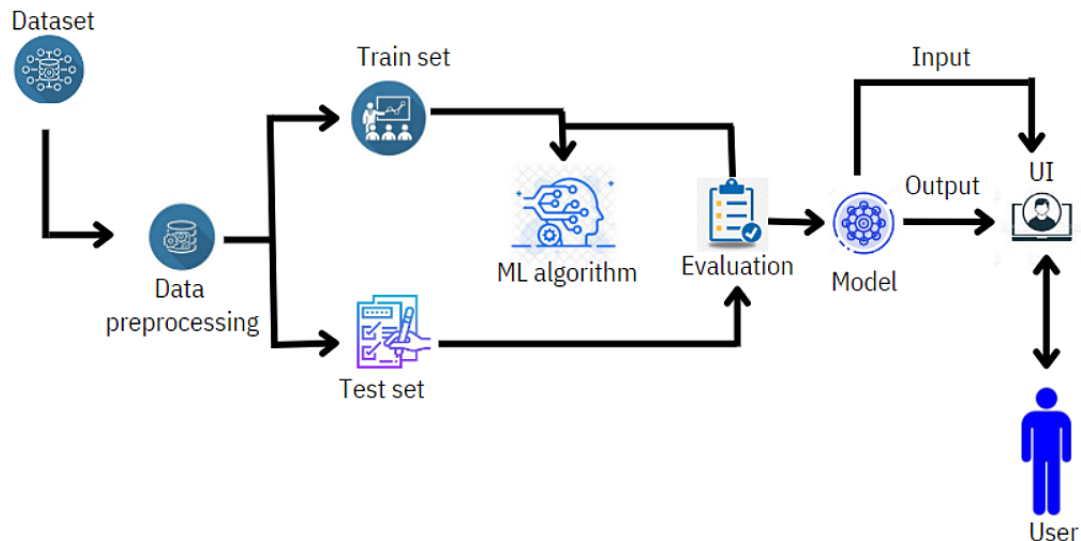 Dataset
Train set
Input
UI
Output
ML algorithm
Evaluation
Model
Data
preprocessing
Test set
User